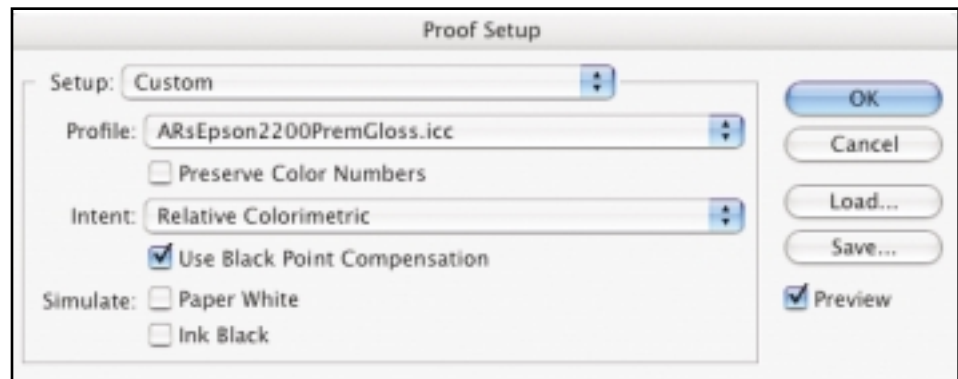 Proof Setup
Setup: Custom
OK
Profile: ARsEpson2200PremGloss.icc
Cancel
Preserve Color Numbers
Intent: Relative Colorimetric
Load...
Use Black Point Compensation
Save...
Simulate: Paper White
Preview
Ink Black